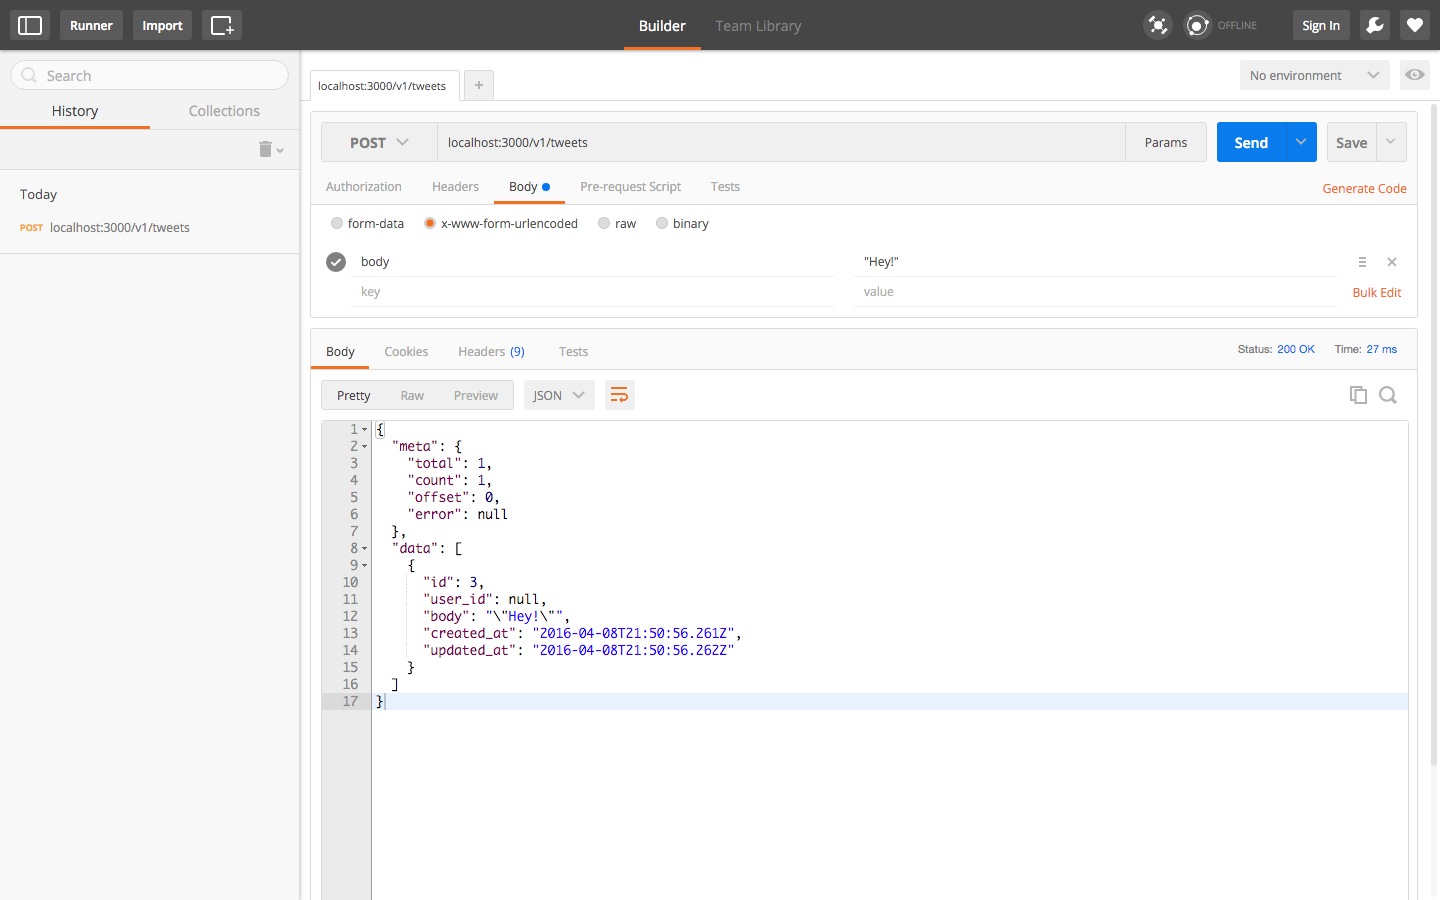 Runner Import Builder Team Library OFFLINE Sign In
Search
History Collections
Today
POST localhost:3000/v1/tweets
localhost:3000/v1/tweets +
No environment
POST localhost:3000/v1/tweets Params Send Save
Authorization Headers Body Pre-request Script Tests Generate Code
form-data x-www-form-urlencoded raw binary
body "Hey!"
key value Bulk Edit
Body Cookies Headers (9) Tests Status: 200 OK Time: 27 ms
Pretty Raw Preview JSON
1 {
2 "meta": {
3 "total": 1,
4 "count": 1,
5 "offset": 0,
6 "error": null
7 },
8 "data": [
9 {
10 "id": 3,
11 "user_id": null,
12 "body": "\"Hey!\"",
13 "created_at": "2016-04-08T21:50:56.261Z",
14 "updated_at": "2016-04-08T21:50:56.262Z"
15 }
16 ]
17 }